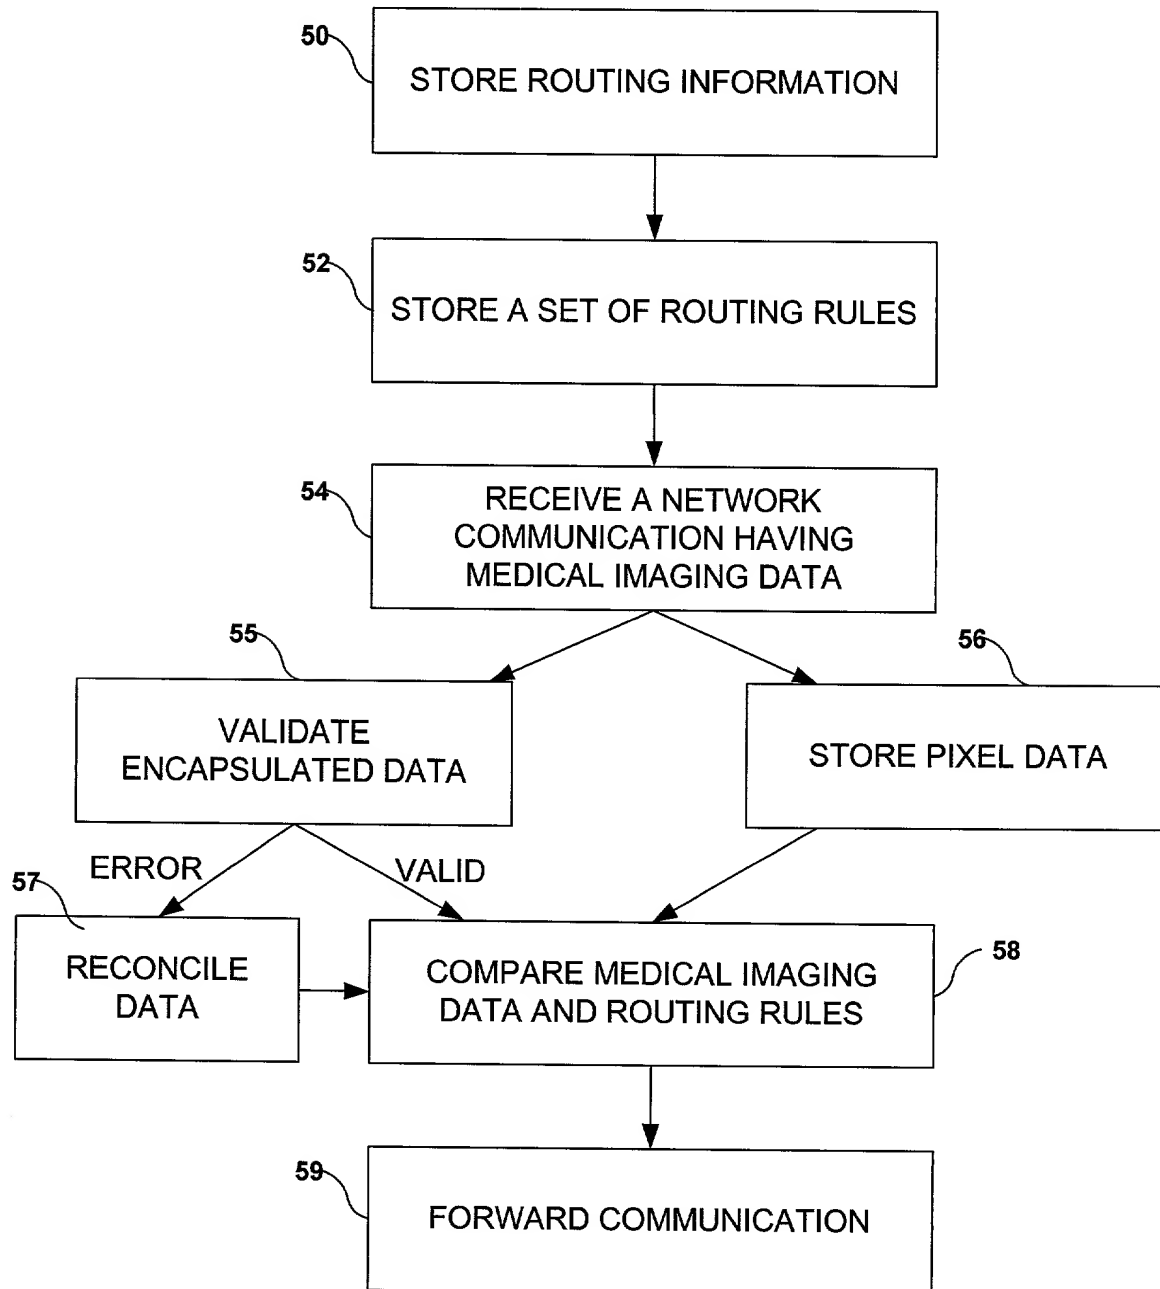 50
STORE ROUTING INFORMATION
52
STORE A SET OF ROUTING RULES
54
RECEIVE A NETWORK
COMMUNICATION HAVING
MEDICAL IMAGING DATA
55
VALIDATE
ENCAPSULATED DATA
56
STORE PIXEL DATA
ERROR
VALID
57
RECONCILE
DATA
58
COMPARE MEDICAL IMAGING
DATA AND ROUTING RULES
59
FORWARD COMMUNICATION